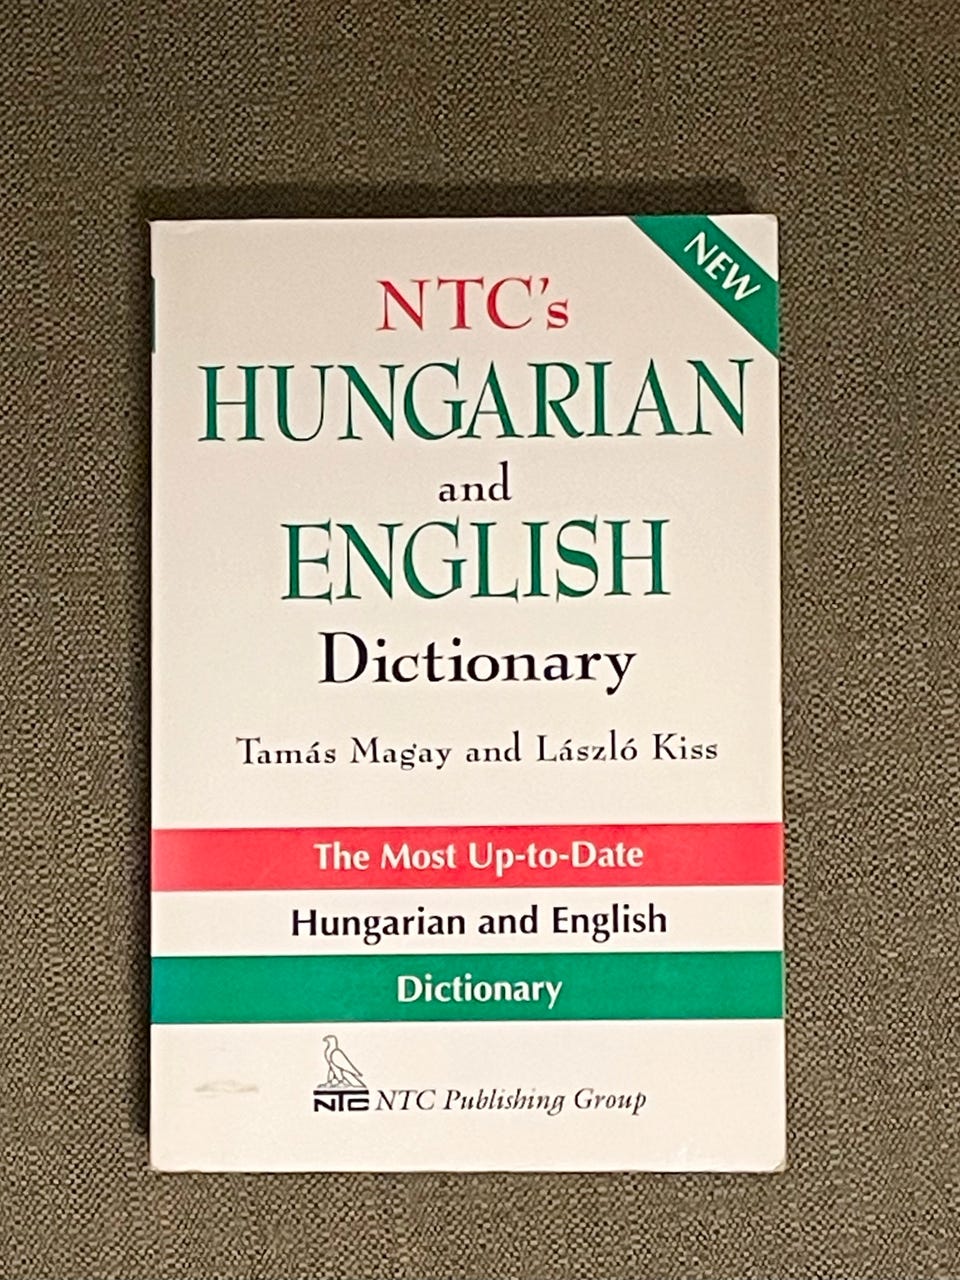 NEW
NTC's
HUNGARIAN
and
ENGLISH
Dictionary
Tamás Magay and László Kiss
The Most Up-to-Date
Hungarian and English
Dictionary
NTC NTC Publishing Group